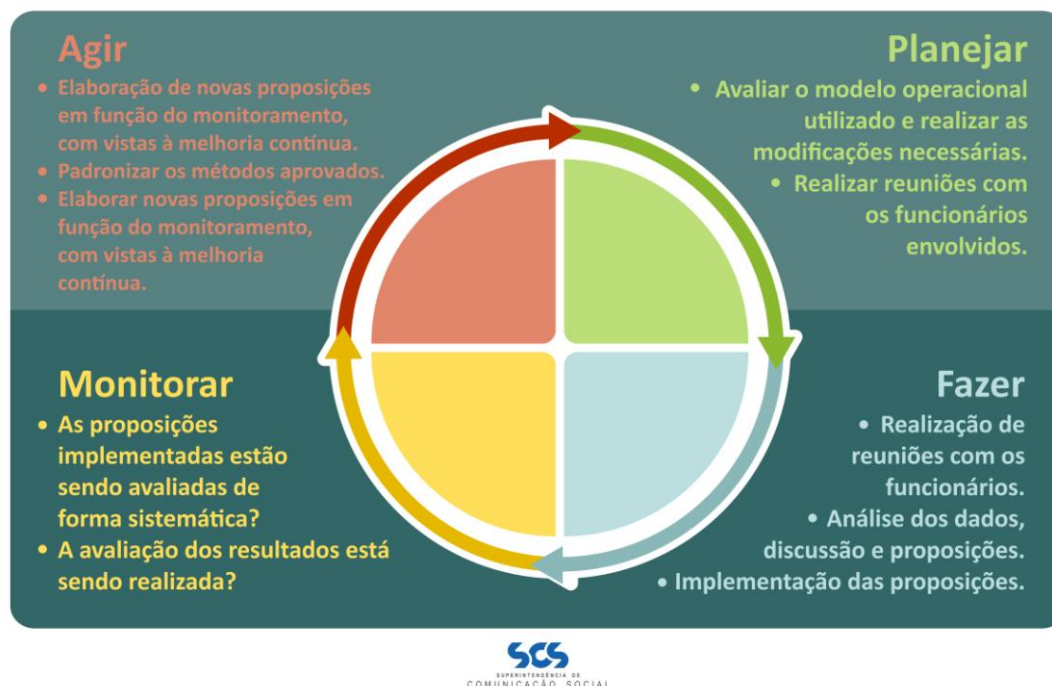 Agir
• Elaboração de novas proposições
em função do monitoramento,
com vistas à melhoria contínua.
• Padronizar os métodos aprovados.
• Elaborar novas proposições em
função do monitoramento,
com vistas à melhoria
contínua.
Planejar
• Avaliar o modelo operacional
utilizado e realizar as
modificações necessárias.
• Realizar reuniões com
os funcionários
envolvidos.
Monitorar
• As proposições
implementadas estão
sendo avaliadas de
forma sistemática?
• A avaliação dos resultados está
sendo realizada?
Fazer
• Realização de
reuniões com os
funcionários.
• Análise dos dados,
discussão e proposições.
• Implementação das proposições.
SCS
SUPERINTENDÊNCIA DE
COMUNICAÇÃO SOCIAL